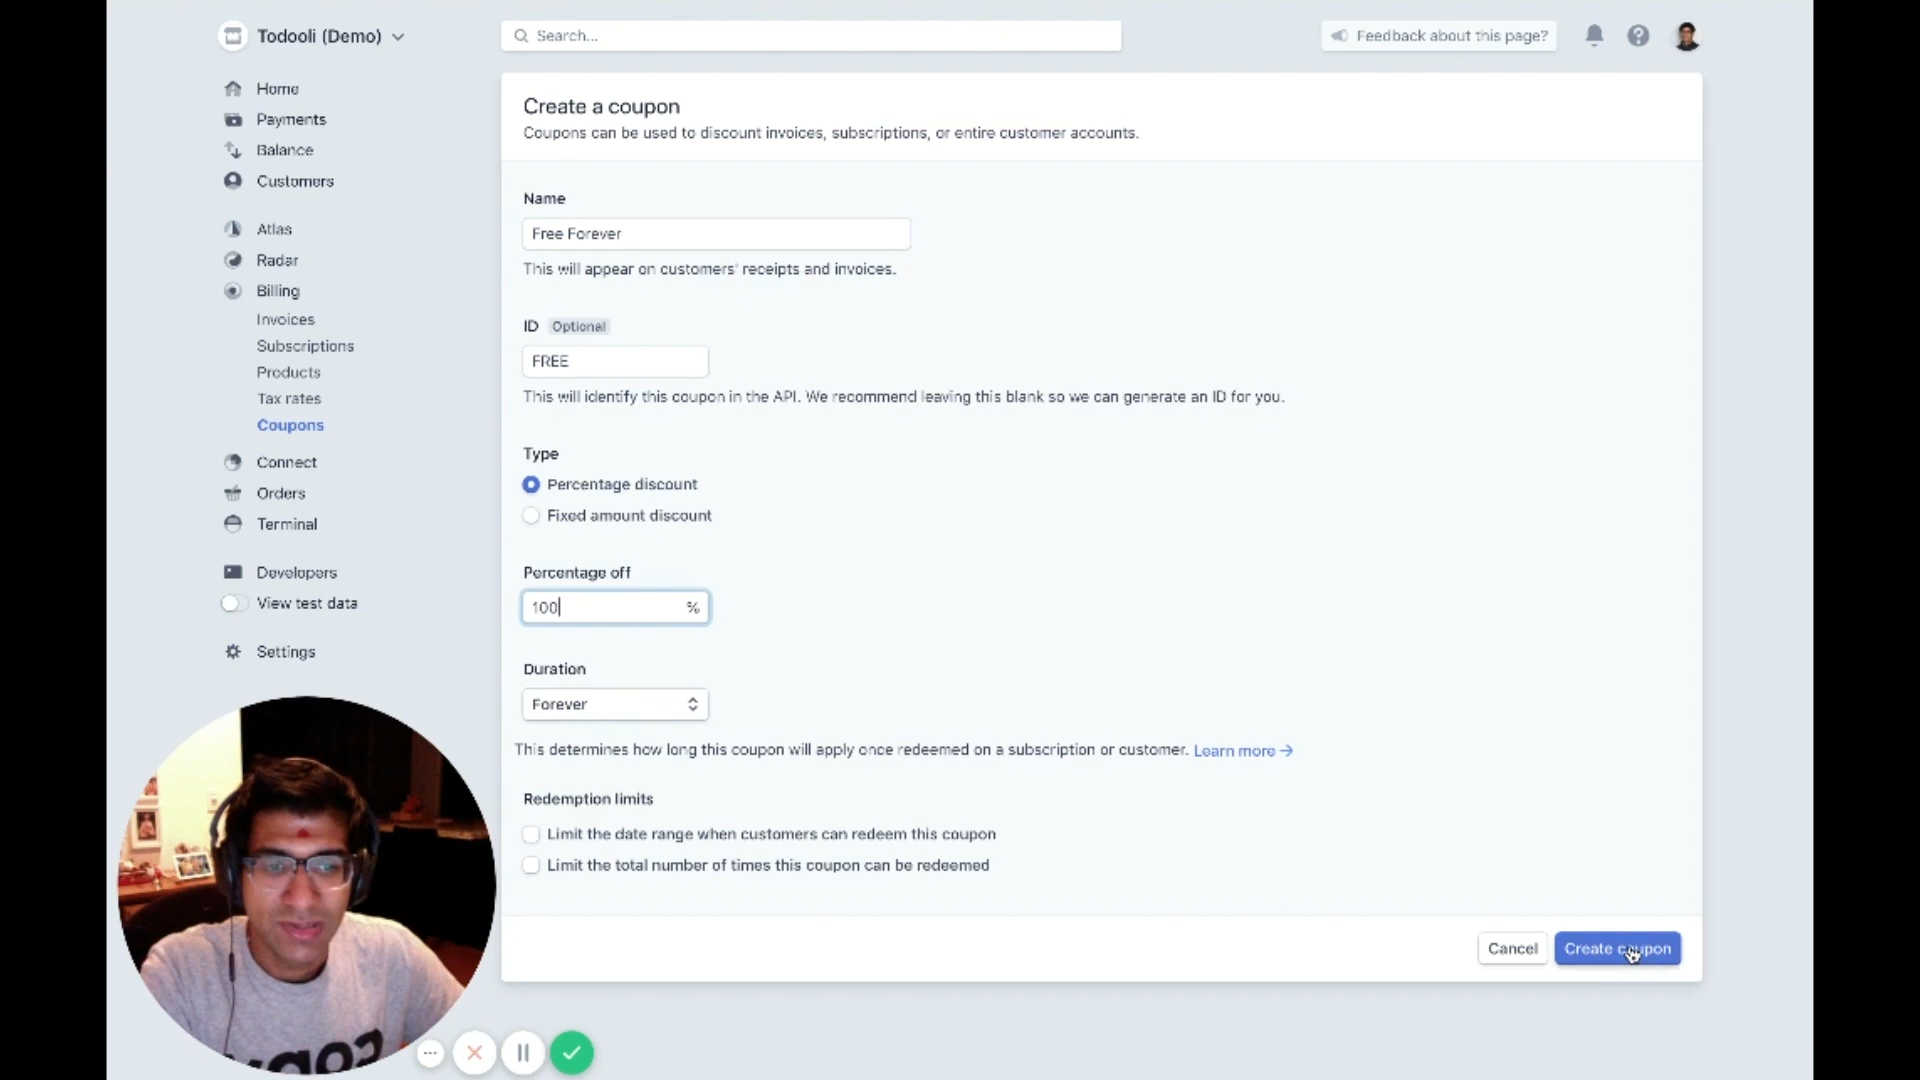 Todooli (Demo)
Search...
Feedback about this page?
Home
Payments
Balance
Customers
Atlas
Radar
Billing
Invoices
Subscriptions
Products
Tax rates
Coupons
Connect
Orders
Terminal
Developers
View test data
Settings
Create a coupon
Coupons can be used to discount invoices, subscriptions, or entire customer accounts.
Name
Free Forever
This will appear on customers' receipts and invoices.
ID Optional
FREE
This will identify this coupon in the API. We recommend leaving this blank so we can generate an ID for you.
Type
Percentage discount
Fixed amount discount
Percentage off
100 %
Duration
Forever
This determines how long this coupon will apply once redeemed on a subscription or customer. Learn more →
Redemption limits
Limit the date range when customers can redeem this coupon
Limit the total number of times this coupon can be redeemed
Cancel
Create coupon